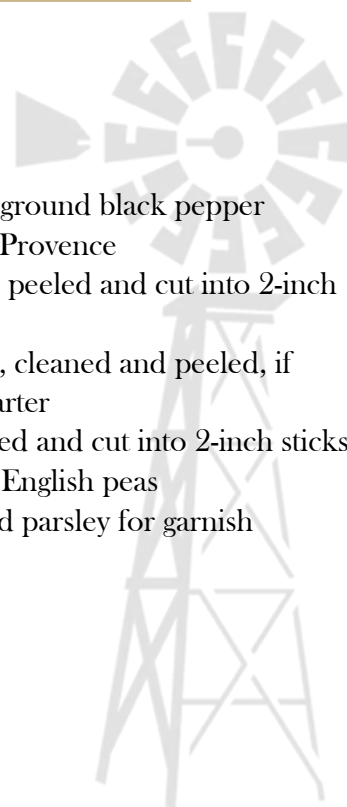 ground black pepper
Provence
peeled and cut into 2-inch
, cleaned and peeled, if
arter
ed and cut into 2-inch sticks
English peas
d parsley for garnish